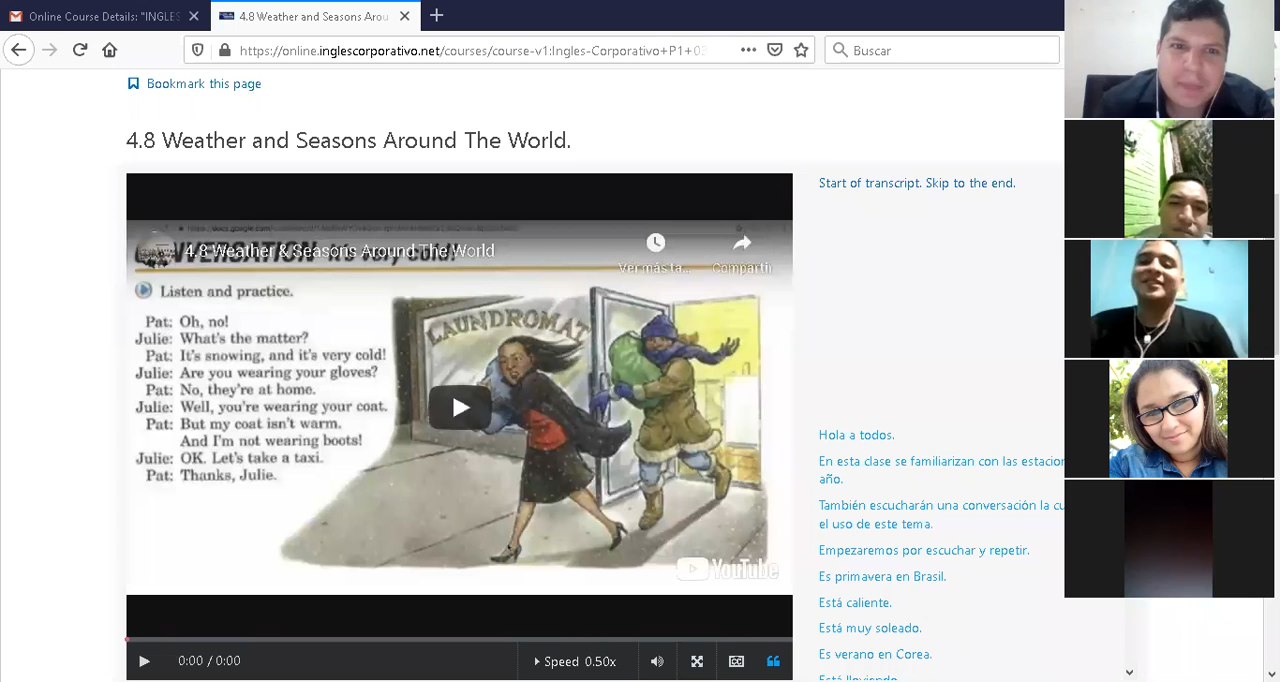 Online Course Details: "INGLES
4.8 Weather and Seasons Arou
https://online.inglescorporativo.net/courses/course-v1:Ingles-Corporativo+P1+03
Buscar
Bookmark this page
4.8 Weather and Seasons Around The World.
4.8 Weather & Seasons Around The World
Ver más ta...
Compartir
Listen and practice.
LAUNDROMAT
Pat: Oh, no!
Julie: What's the matter?
Pat: It's snowing, and it's very cold!
Julie: Are you wearing your gloves?
Pat: No, they're at home.
Julie: Well, you're wearing your coat.
Pat: But my coat isn't warm.
And I'm not wearing boots!
Julie: OK. Let's take a taxi.
Pat: Thanks, Julie.
YouTube
0:00 / 0:00
Speed 0.50x
Start of transcript. Skip to the end.
Hola a todos.
En esta clase se familiarizan con las estacion
año.
También escucharán una conversación la cu
el uso de este tema.
Empezaremos por escuchar y repetir.
Es primavera en Brasil.
Está caliente.
Está muy soleado.
Es verano en Corea.
Está lloviendo.